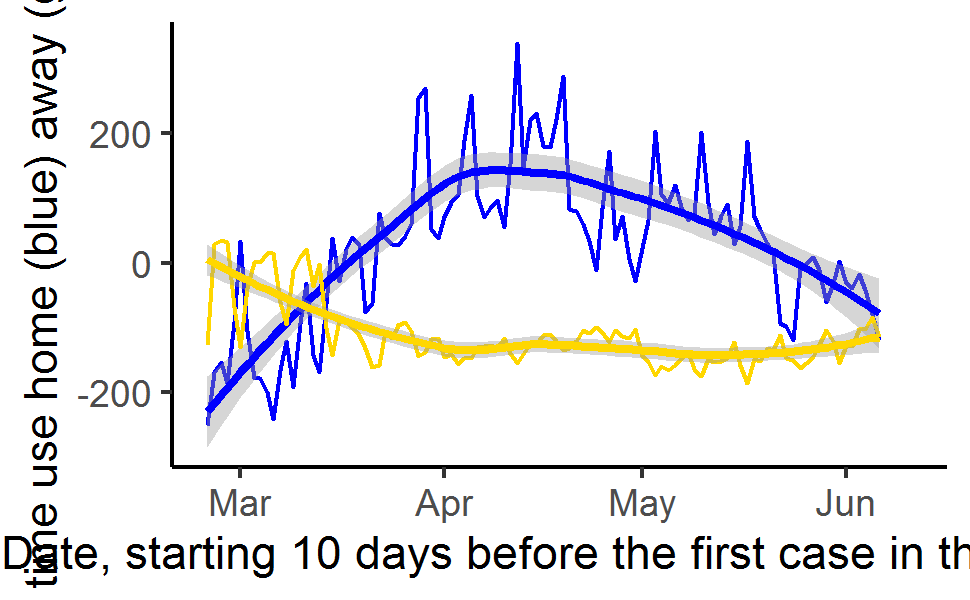 time use home (blue) away (
200
0
-200
Mar Apr May Jun
Date, starting 10 days before the first case in th